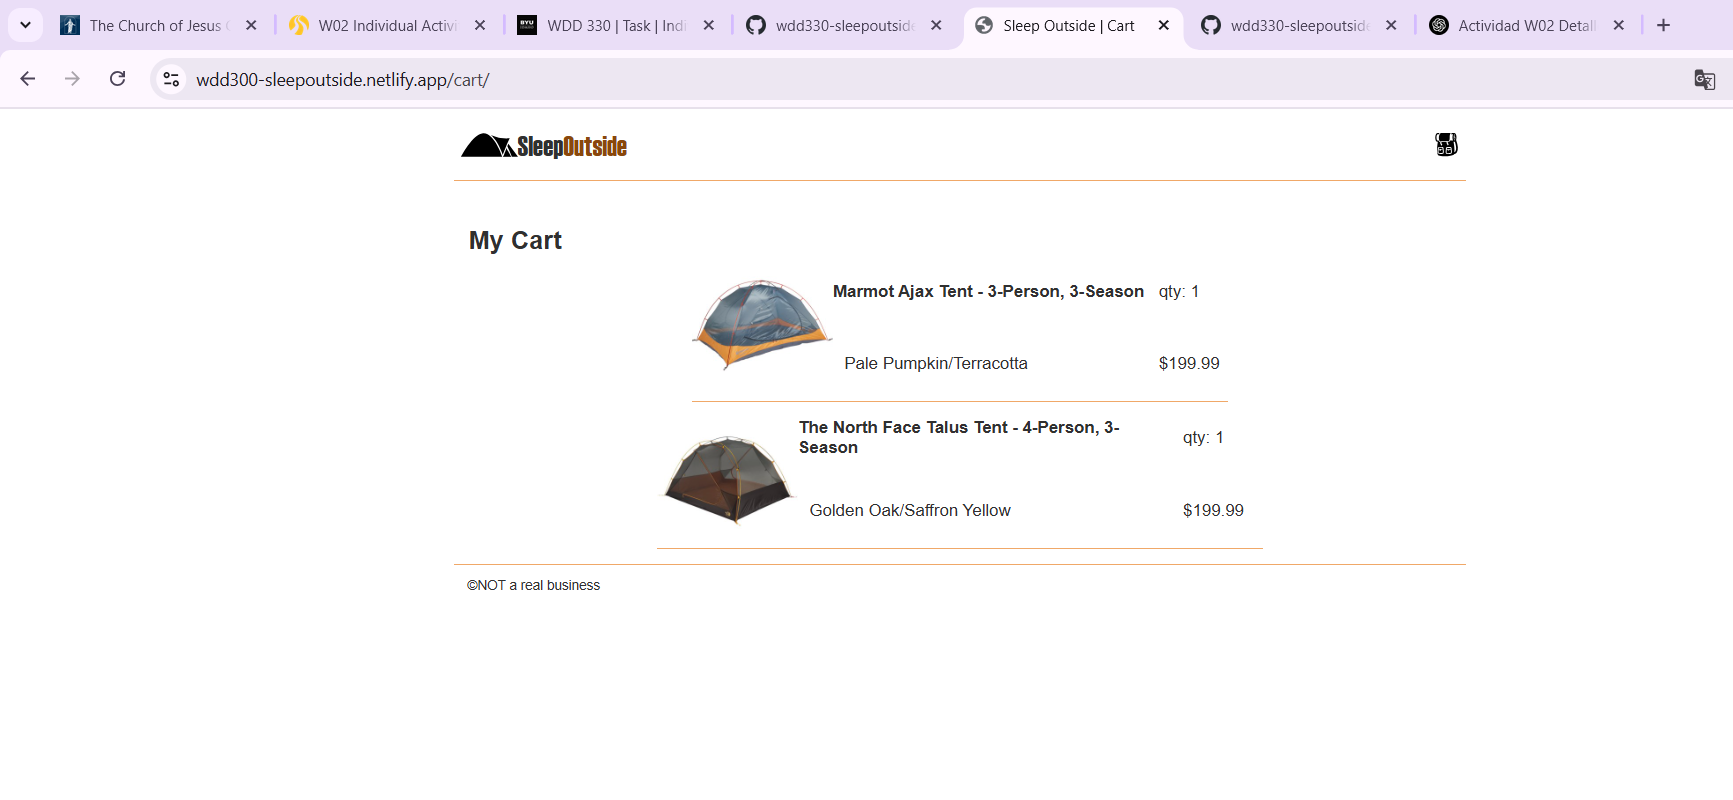 The Church of Jesus
W02 Individual Activi
WDD 330 | Task | Indi
wdd330-sleepoutside
Sleep Outside | Cart
wdd330-sleepoutside
Actividad W02 Detall
wdd300-sleepoutside.netlify.app/cart/
SleepOutside
My Cart
Marmot Ajax Tent - 3-Person, 3-Season qty: 1
Pale Pumpkin/Terracotta $199.99
The North Face Talus Tent - 4-Person, 3-
Season
qty: 1
Golden Oak/Saffron Yellow $199.99
©NOT a real business